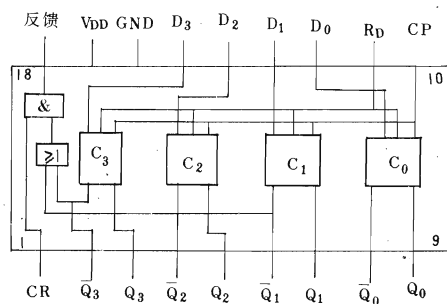 反馈 VDD GND D3 D2 D1 D0 RD CP
18 10
&
≥1 C3 C2 C1 C0
1 9
CR Q̅3 Q3 Q̅2 Q2 Q̅1 Q1 Q̅0 Q0